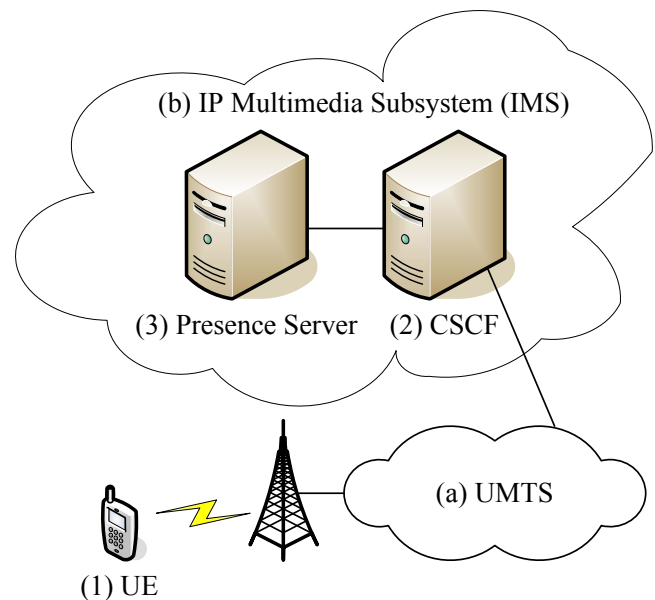 (b) IP Multimedia Subsystem (IMS)
(3) Presence Server
(2) CSCF
(a) UMTS
(1) UE